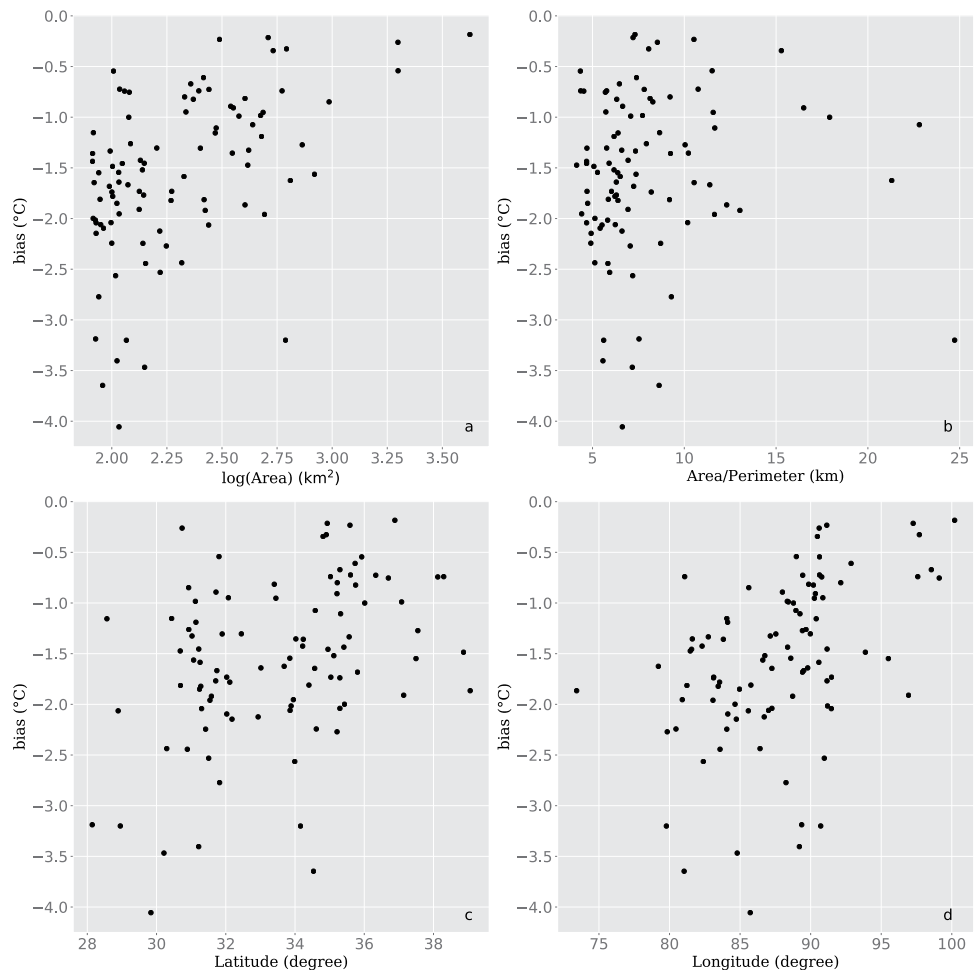 0.0
−0.5
−1.0
−1.5
−2.0
−2.5
−3.0
−3.5
−4.0
bias (°C)
2.00 2.25 2.50 2.75 3.00 3.25 3.50
log(Area) (km²)
a
0.0
−0.5
−1.0
−1.5
−2.0
−2.5
−3.0
−3.5
−4.0
bias (°C)
5 10 15 20 25
Area/Perimeter (km)
b
0.0
−0.5
−1.0
−1.5
−2.0
−2.5
−3.0
−3.5
−4.0
bias (°C)
28 30 32 34 36 38
Latitude (degree)
c
0.0
−0.5
−1.0
−1.5
−2.0
−2.5
−3.0
−3.5
−4.0
bias (°C)
75 80 85 90 95 100
Longitude (degree)
d